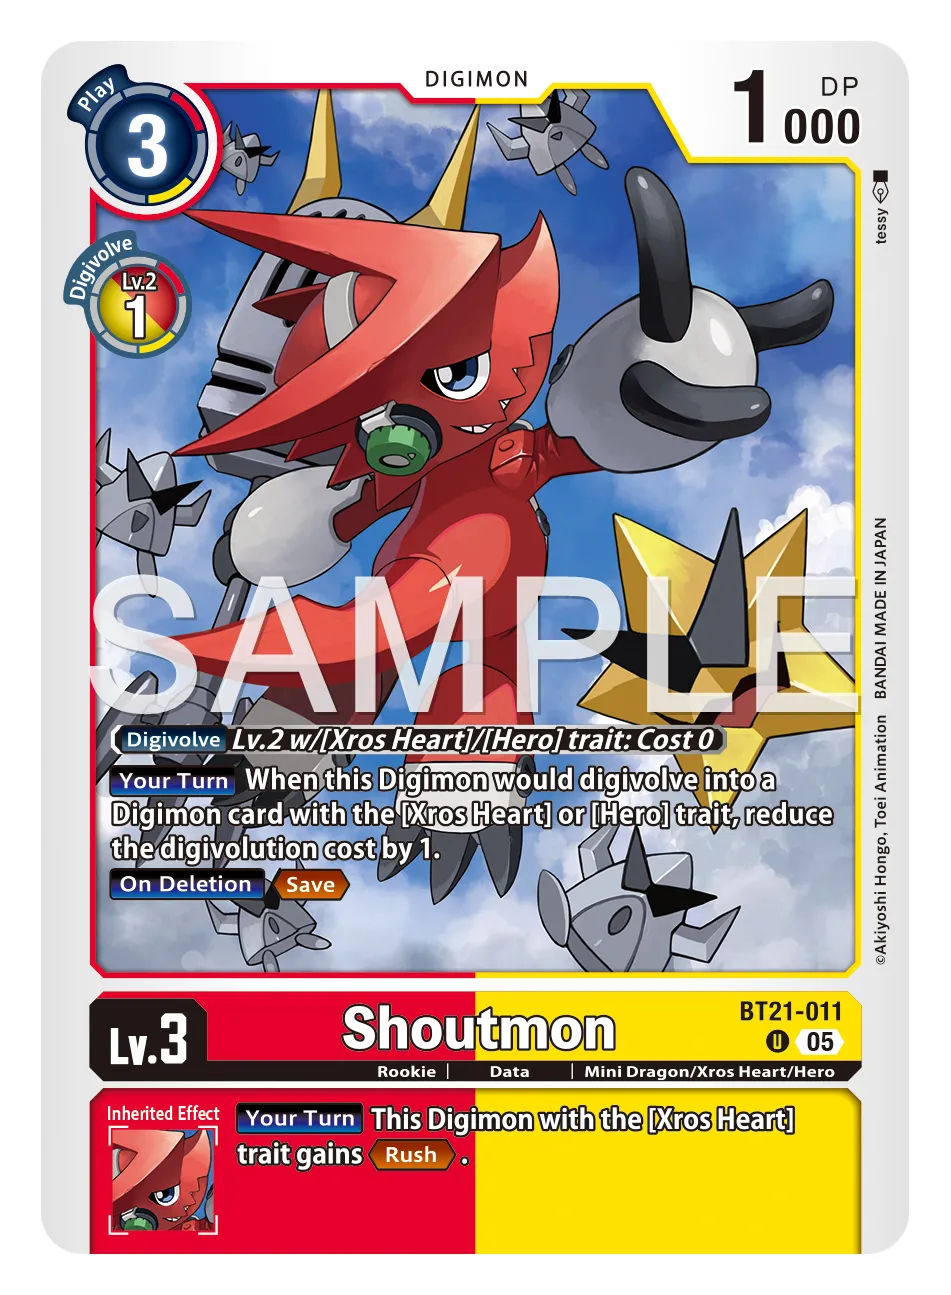 DIGIMON
Play
3
DP
1000
Digivolve
Lv.2
1
tessy
BANDAI MADE IN JAPAN
©Akiyoshi Hongo, Toei Animation
SAMPLE
Digivolve Lv.2 w/[Xros Heart]/[Hero] trait: Cost 0
Your Turn When this Digimon would digivolve into a
Digimon card with the [Xros Heart] or [Hero] trait, reduce
the digivolution cost by 1.
On Deletion Save
Lv.3
Shoutmon
BT21-011
U 05
Rookie | Data | Mini Dragon/Xros Heart/Hero
Inherited Effect
Your Turn This Digimon with the [Xros Heart]
trait gains Rush .